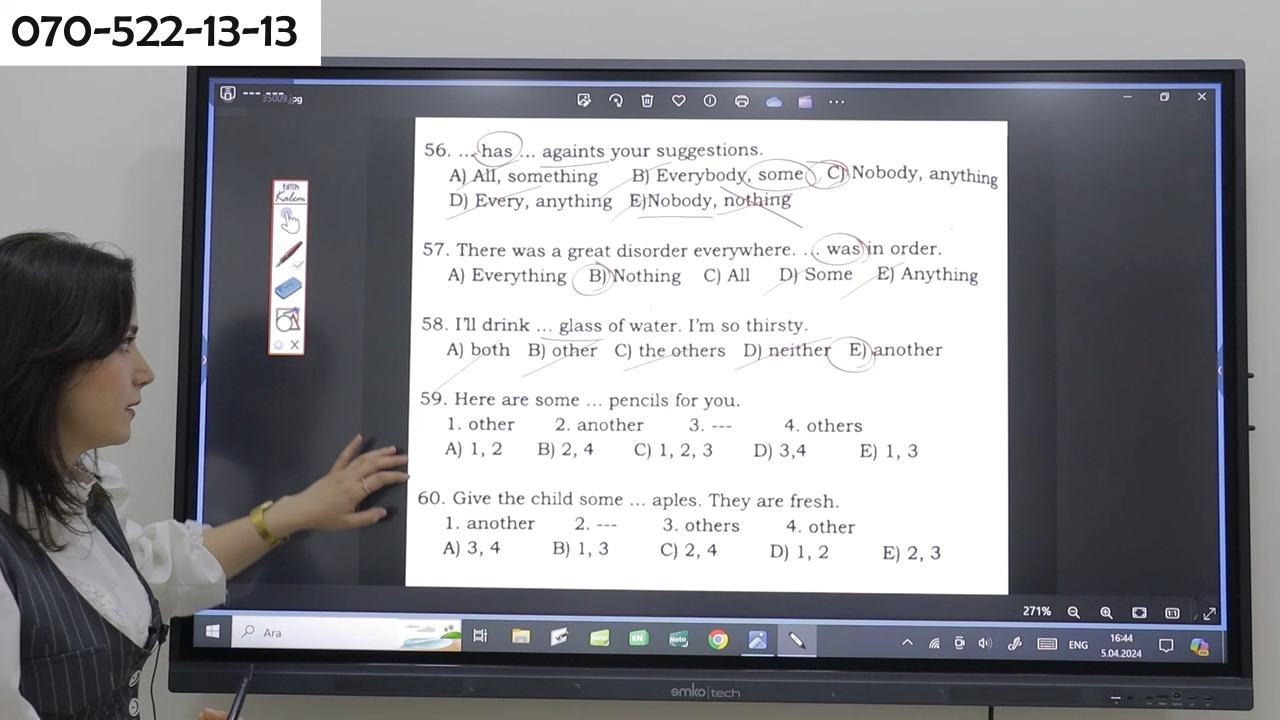 070-522-13-13
35009.jpg
fatih
Kalem
56. ... has ... againts your suggestions.
A) All, something B) Everybody, some C) Nobody, anything
D) Every, anything E)Nobody, nothing
57. There was a great disorder everywhere. ... was in order.
A) Everything B) Nothing C) All D) Some E) Anything
58. I'll drink ... glass of water. I'm so thirsty.
A) both B) other C) the others D) neither E) another
59. Here are some ... pencils for you.
1. other 2. another 3. --- 4. others
A) 1, 2 B) 2, 4 C) 1, 2, 3 D) 3,4 E) 1, 3
60. Give the child some ... aples. They are fresh.
1. another 2. --- 3. others 4. other
A) 3, 4 B) 1, 3 C) 2, 4 D) 1, 2 E) 2, 3
271%
Ara
EN
ENG
16:44
5.04.2024
emko|tech